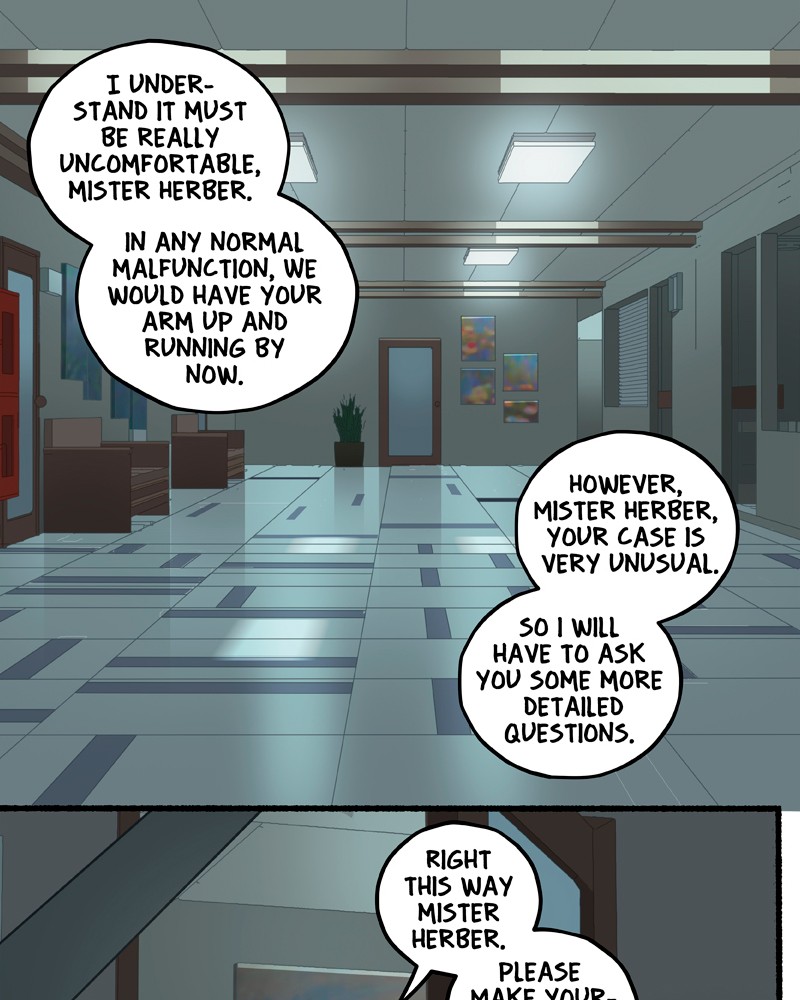 I UNDER-
STAND IT MUST
BE REALLY
UNCOMFORTABLE,
MISTER HERBER.
IN ANY NORMAL
MALFUNCTION, WE
WOULD HAVE YOUR
ARM UP AND
RUNNING BY
NOW.
HOWEVER,
MISTER HERBER,
YOUR CASE IS
VERY UNUSUAL.
SO I WILL
HAVE TO ASK
YOU SOME MORE
DETAILED
QUESTIONS.
RIGHT
THIS WAY
MISTER
HERBER.
PLEASE
MAKE YOUR-